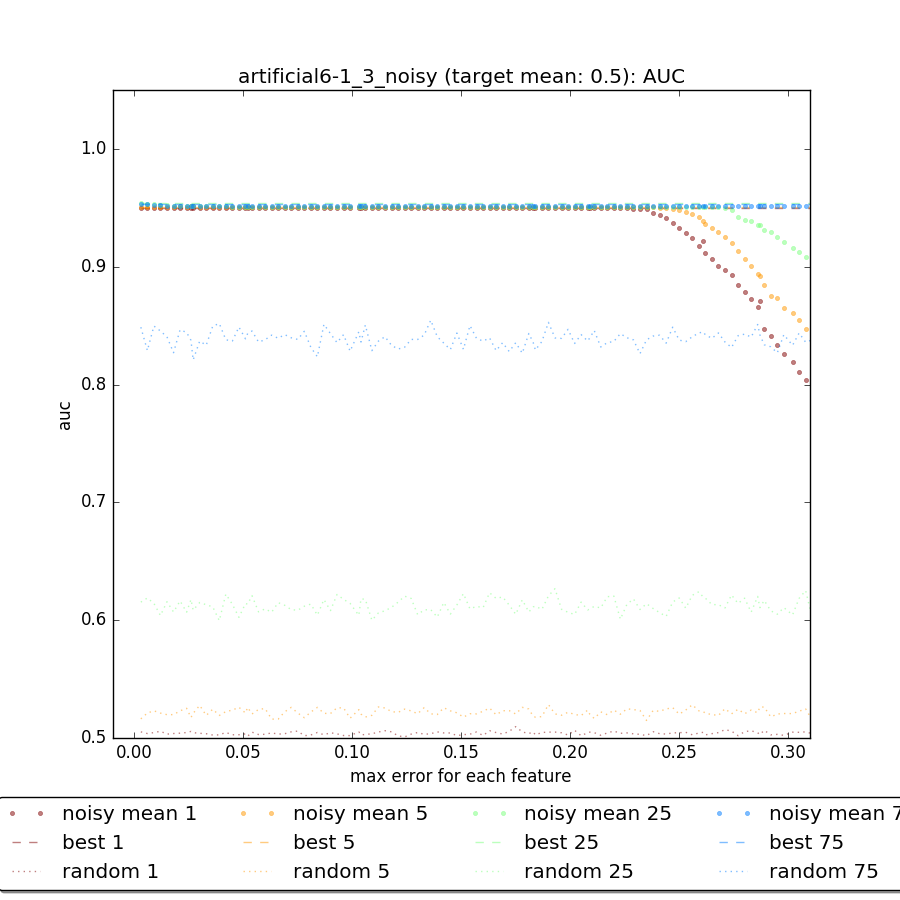 artificial6-1_3_noisy (target mean: 0.5): AUC
1.0
0.9
0.8
0.7
0.6
0.5
auc
0.00 0.05 0.10 0.15 0.20 0.25 0.30
max error for each feature
noisy mean 1 noisy mean 5 noisy mean 25 noisy mean 7
best 1 best 5 best 25 best 75
random 1 random 5 random 25 random 75